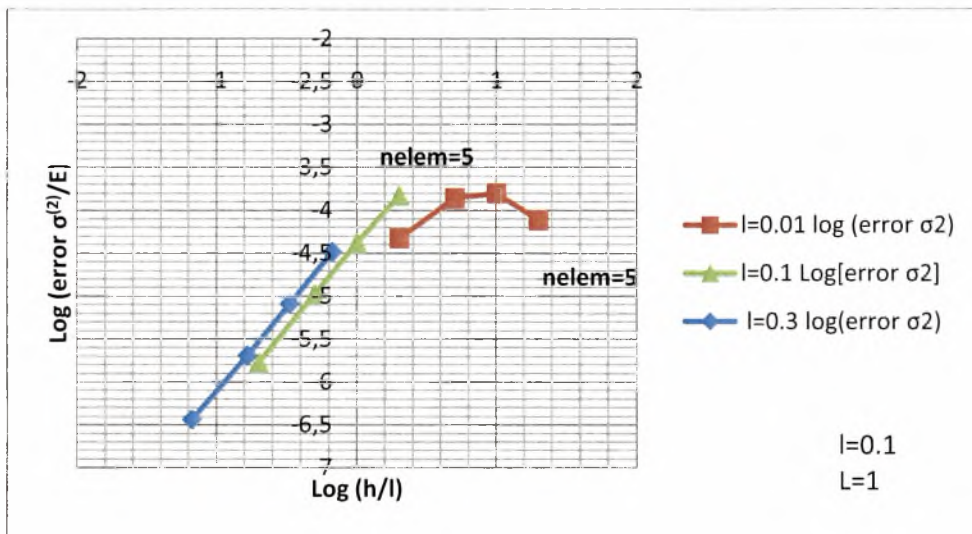 -2
-2 -1 0 1 2
-2,5
-3
-3,5
nelem=5
-4
-4,5
nelem=5
-5
-5,5
-6
-6,5
-7
Log (error σ(2)/E)
Log (h/l)
l=0.01 log (error σ2)
l=0.1 Log[error σ2]
l=0.3 log(error σ2)
l=0.1
L=1